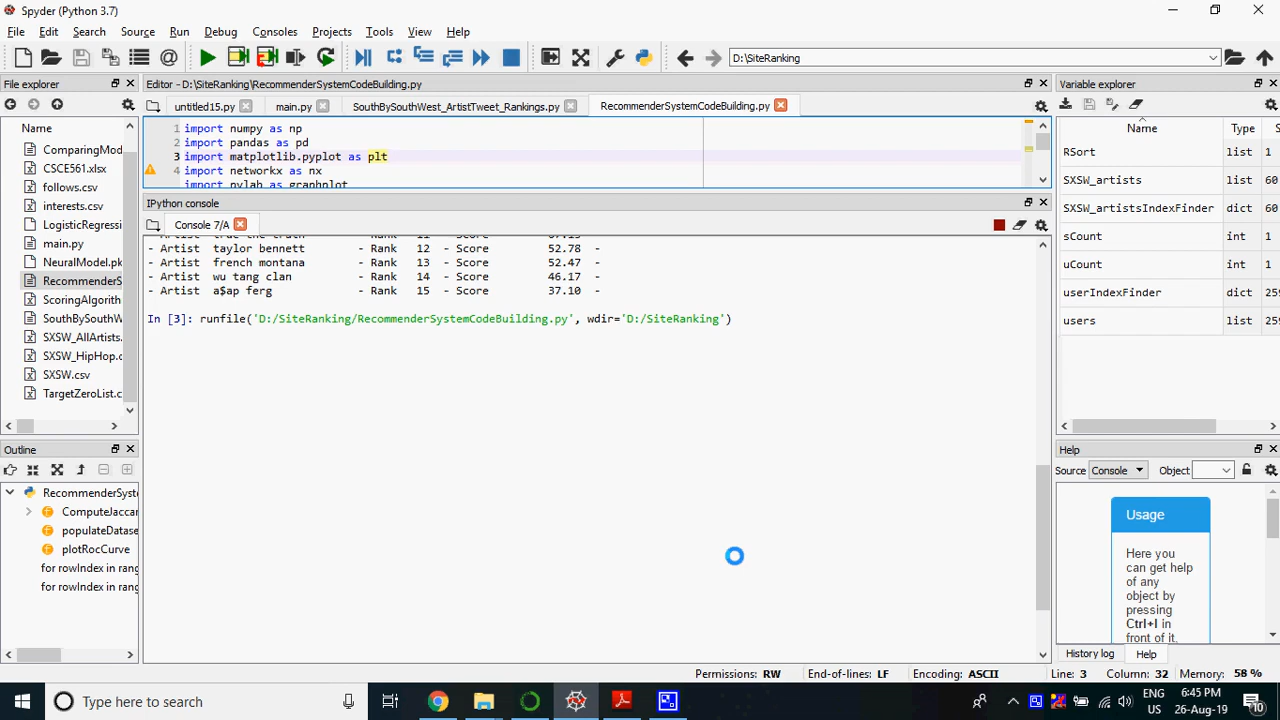 Spyder (Python 3.7)
File Edit Search Source Run Debug Consoles Projects Tools View Help
D:\SiteRanking
File explorer
Name
ComparingMod
CSCE561.xlsx
follows.csv
interests.csv
LogisticRegressi
main.py
NeuralModel.pk
RecommenderS
ScoringAlgorith
SouthBySouthW
SXSW_AllArtists.
SXSW_HipHop.c
SXSW.csv
TargetZeroList.c
Outline
RecommenderSyste
ComputeJaccar
populateDatase
plotRocCurve
for rowIndex in rang
for rowIndex in rang
Editor - D:\SiteRanking\RecommenderSystemCodeBuilding.py
untitled15.py main.py SouthBySouthWest_ArtistTweet_Rankings.py RecommenderSystemCodeBuilding.py
1 import numpy as np
2 import pandas as pd
3 import matplotlib.pyplot as plt
4 import networkx as nx
import pylab as graphplot
IPython console
Console 7/A
- Artist taylor bennett - Rank 12 - Score 52.78 -
- Artist french montana - Rank 13 - Score 52.47 -
- Artist wu tang clan - Rank 14 - Score 46.17 -
- Artist a$ap ferg - Rank 15 - Score 37.10 -
In [3]: runfile('D:/SiteRanking/RecommenderSystemCodeBuilding.py', wdir='D:/SiteRanking')
Variable explorer
Name Type Si
RSort list 1
SXSW_artists list 60
SXSW_artistsIndexFinder dict 60
sCount int 1
uCount int 1
userIndexFinder dict 259
users list 259
Help
Source Console Object
Usage
Here you
can get help
of any
object by
pressing
Ctrl+I in
front of it,
History log Help
Permissions: RW End-of-lines: LF Encoding: ASCII Line: 3 Column: 32 Memory: 58 %
Type here to search
ENG
US
6:45 PM
26-Aug-19
10